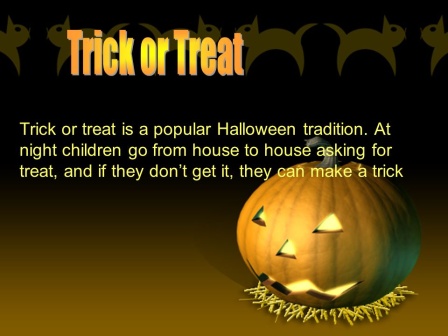 Trick or Treat
Trick or treat is a popular Halloween tradition. At
night children go from house to house asking for
treat, and if they don’t get it, they can make a trick